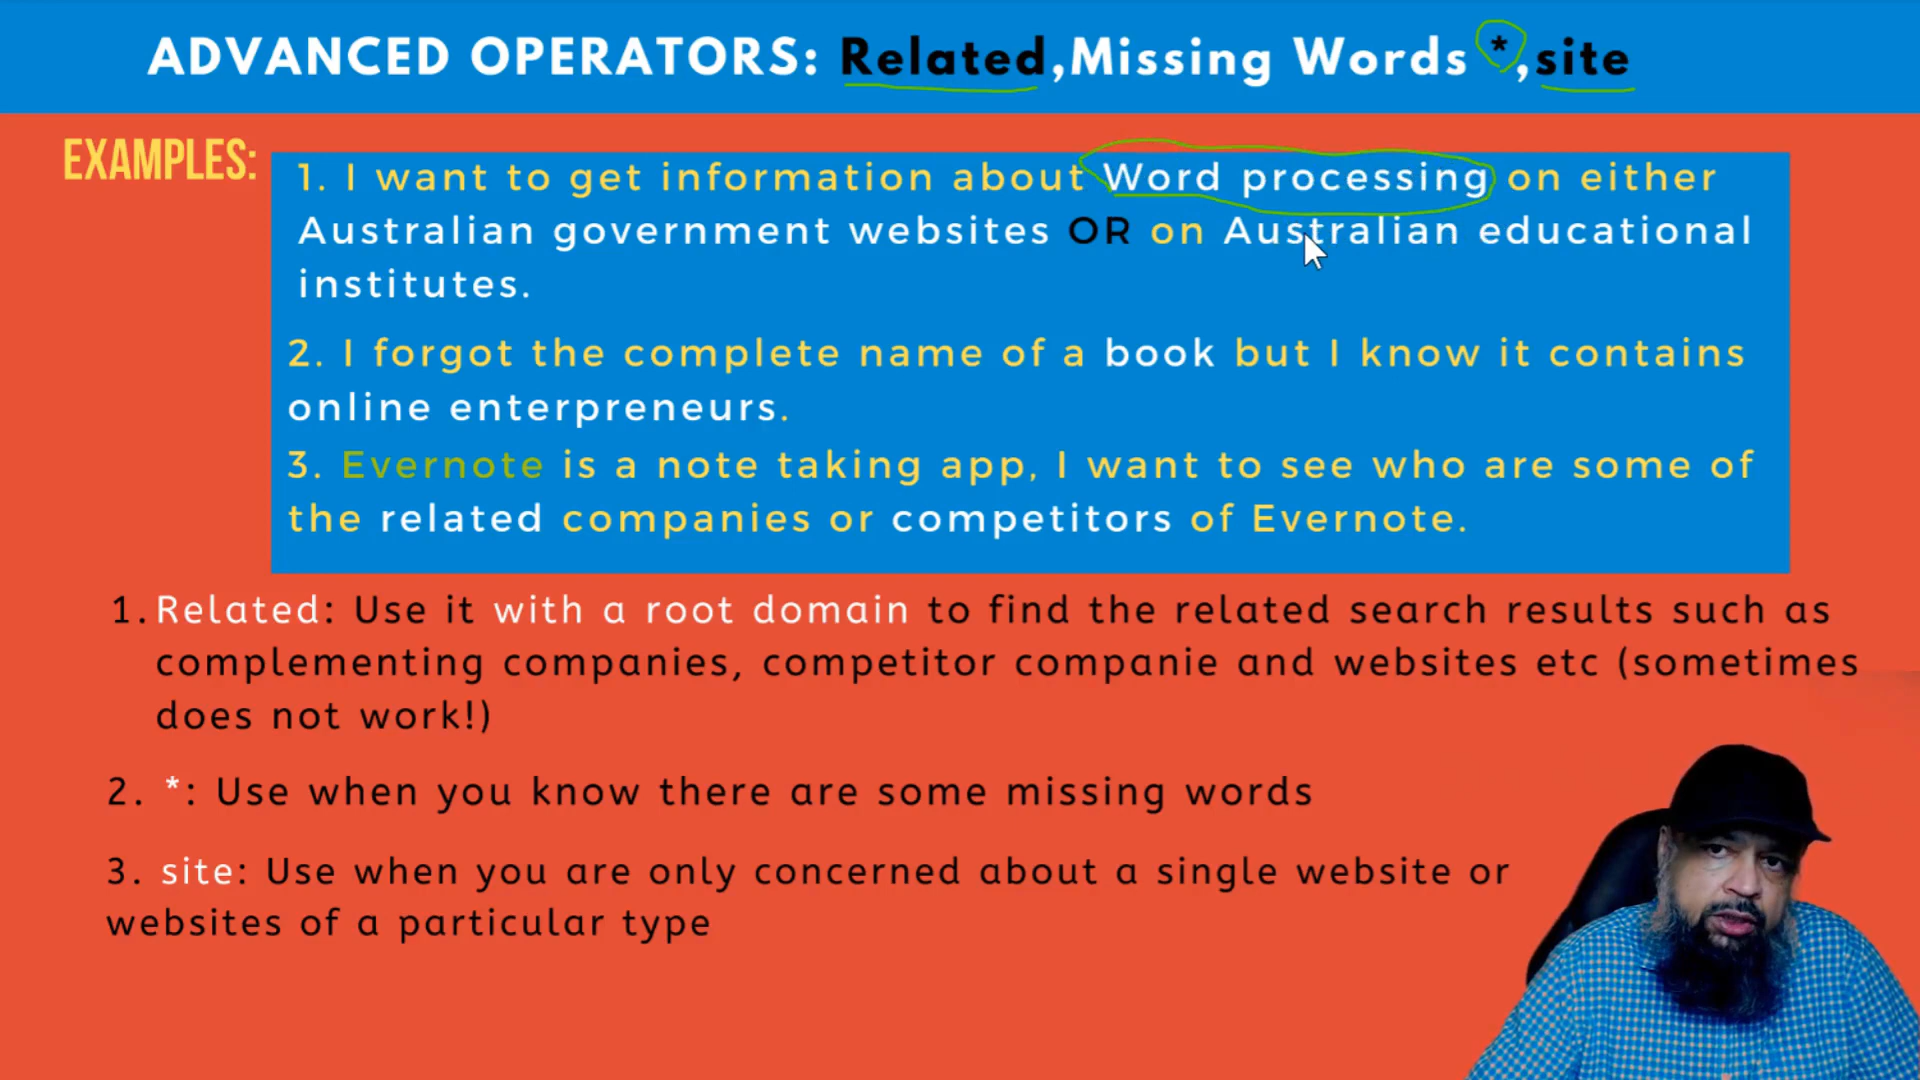 ADVANCED OPERATORS: Related,Missing Words *,site
EXAMPLES:
1. I want to get information about Word processing on either
Australian government websites OR on Australian educational
institutes.
2. I forgot the complete name of a book but I know it contains
online enterpreneurs.
3. Evernote is a note taking app, I want to see who are some of
the related companies or competitors of Evernote.
1. Related: Use it with a root domain to find the related search results such as
complementing companies, competitor companie and websites etc (sometimes
does not work!)
2. *: Use when you know there are some missing words
3. site: Use when you are only concerned about a single website or
websites of a particular type